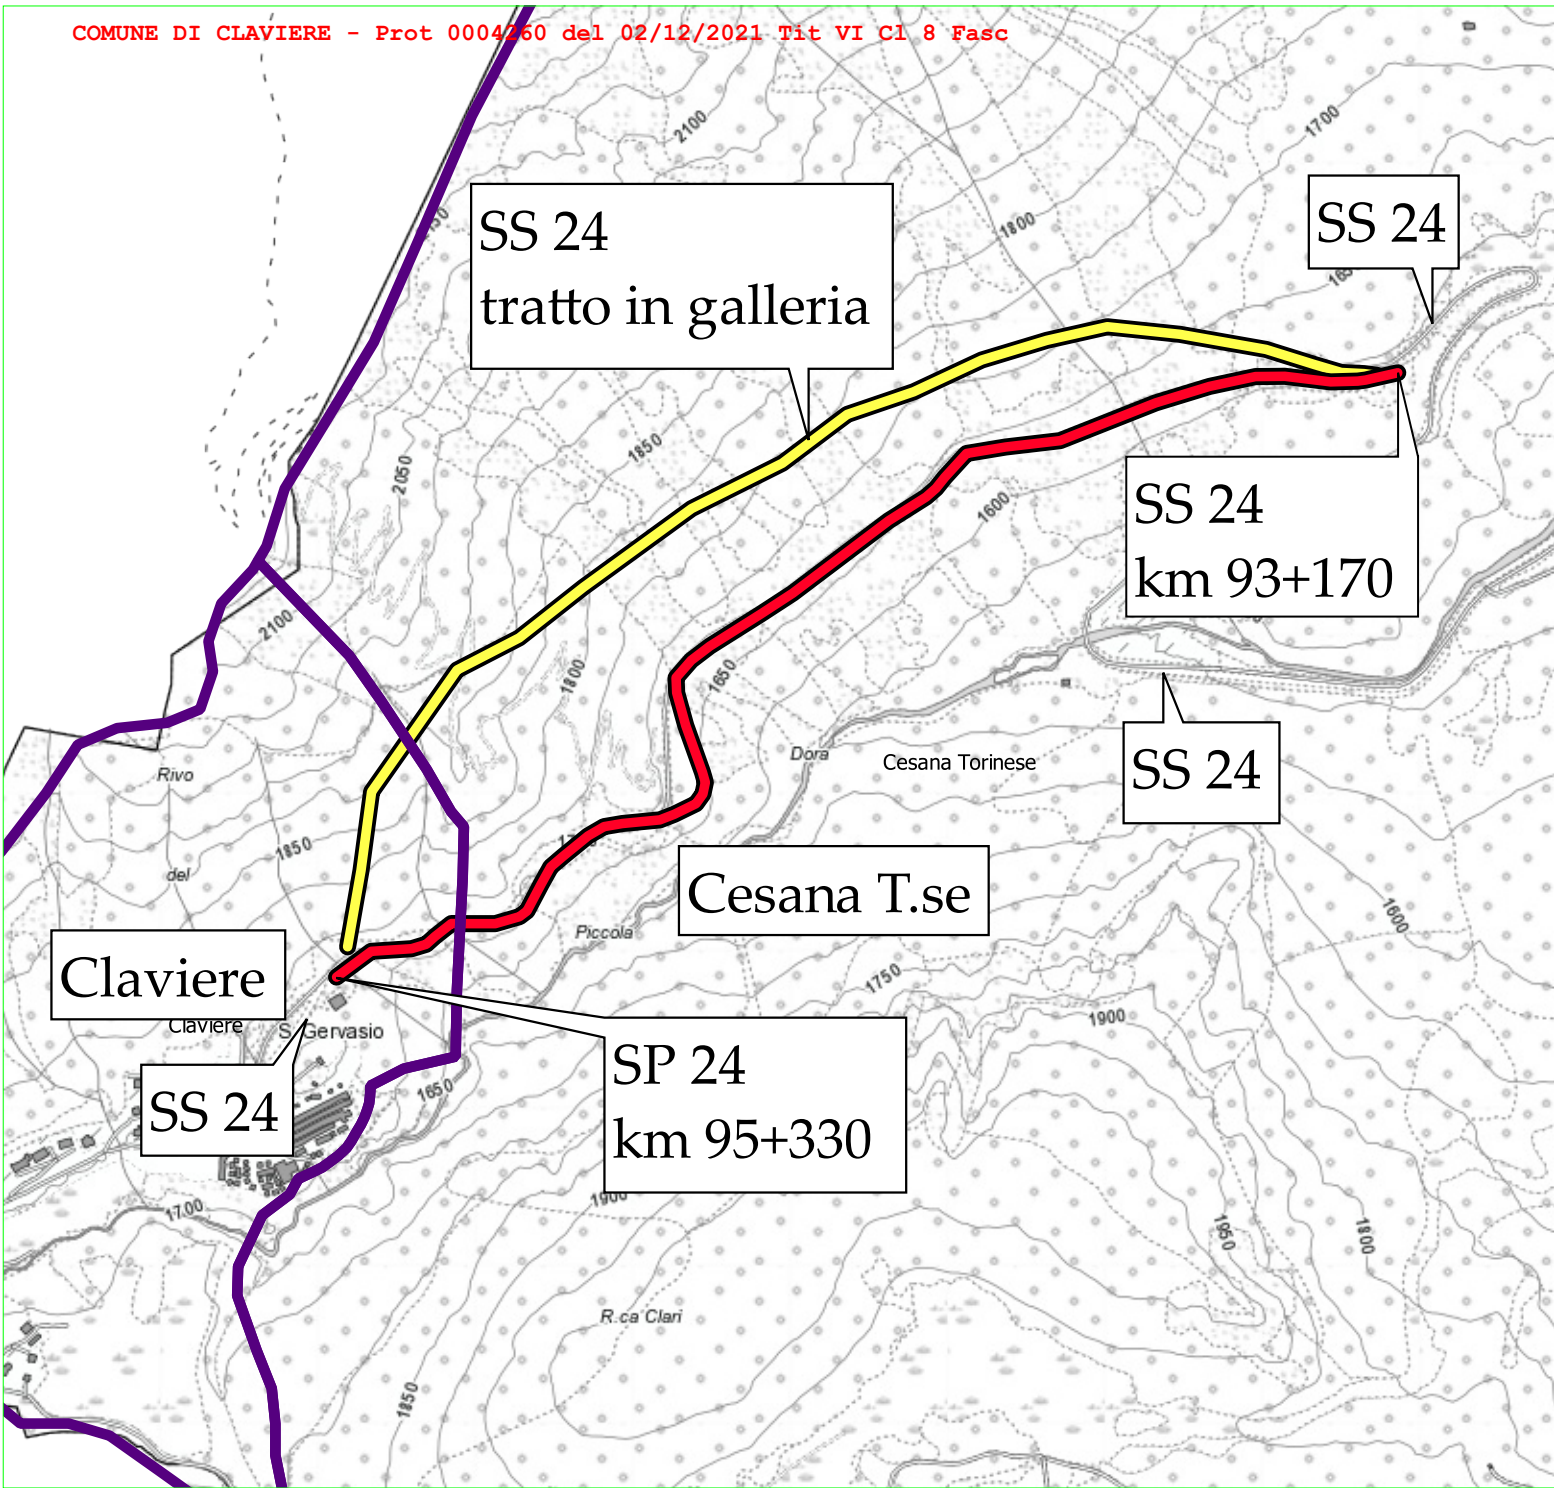 COMUNE DI CLAVIERE - Prot 0004260 del 02/12/2021 Tit VI Cl 8 Fasc
2100
1700
SS 24
tratto in galleria
1800
SS 24
1850
2050
1600
SS 24
km 93+170
2100
1800
1650
Rivo
Dora
Cesana Torinese
SS 24
1850
del
Cesana T.se
1600
Piccola
Claviere
1750
Claviere
S. Gervasio
1900
SP 24
km 95+330
SS 24
1650
1900
1700
1950
1800
R.ca Clari
1850